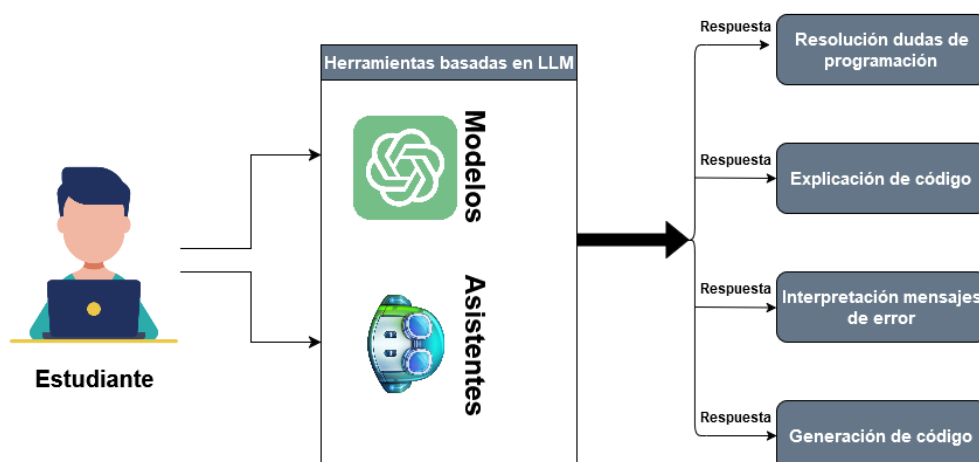 Estudiante
Herramientas basadas en LLM
Modelos
Asistentes
Respuesta
Resolución dudas de
programación
Respuesta
Explicación de código
Respuesta
Interpretación mensajes
de error
Respuesta
Generación de código